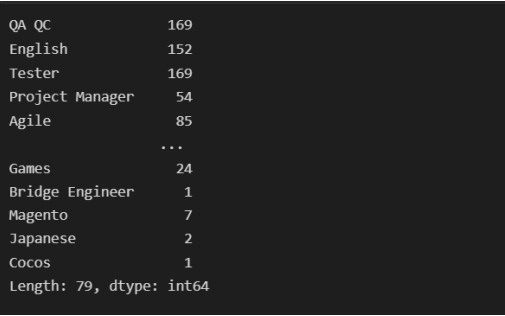 QA QC 169
English 152
Tester 169
Project Manager 54
Agile 85
...
Games 24
Bridge Engineer 1
Magento 7
Japanese 2
Cocos 1
Length: 79, dtype: int64